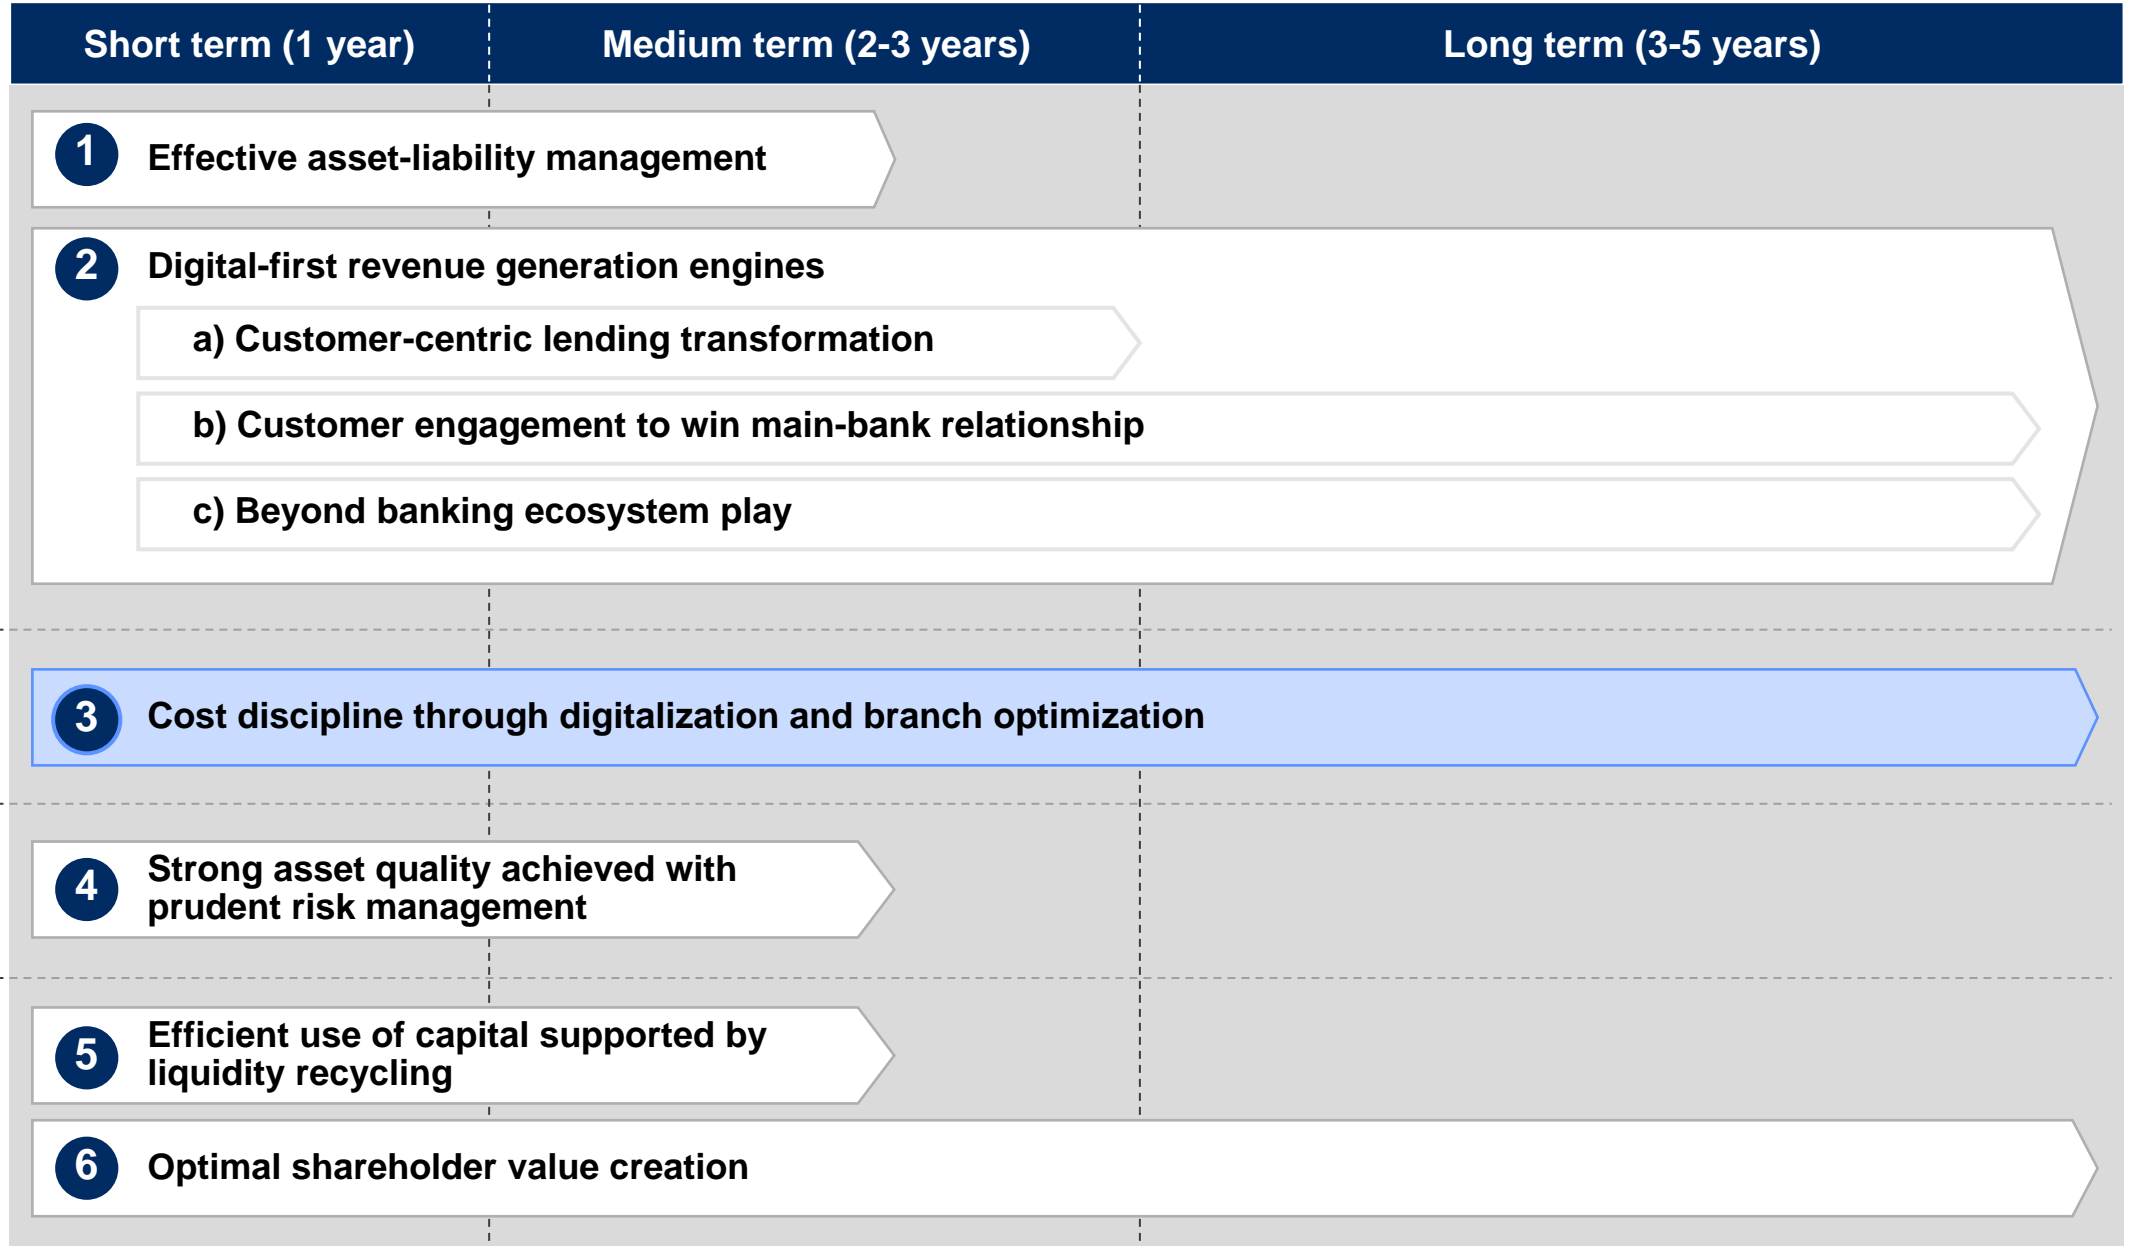 Short term (1 year)
Medium term (2-3 years)
Long term (3-5 years)
1
Effective asset-liability management
2
Digital-first revenue generation engines
a) Customer-centric lending transformation
b) Customer engagement to win main-bank relationship
c) Beyond banking ecosystem play
3
Cost discipline through digitalization and branch optimization
4
Strong asset quality achieved with
prudent risk management
5
Efficient use of capital supported by
liquidity recycling
6
Optimal shareholder value creation